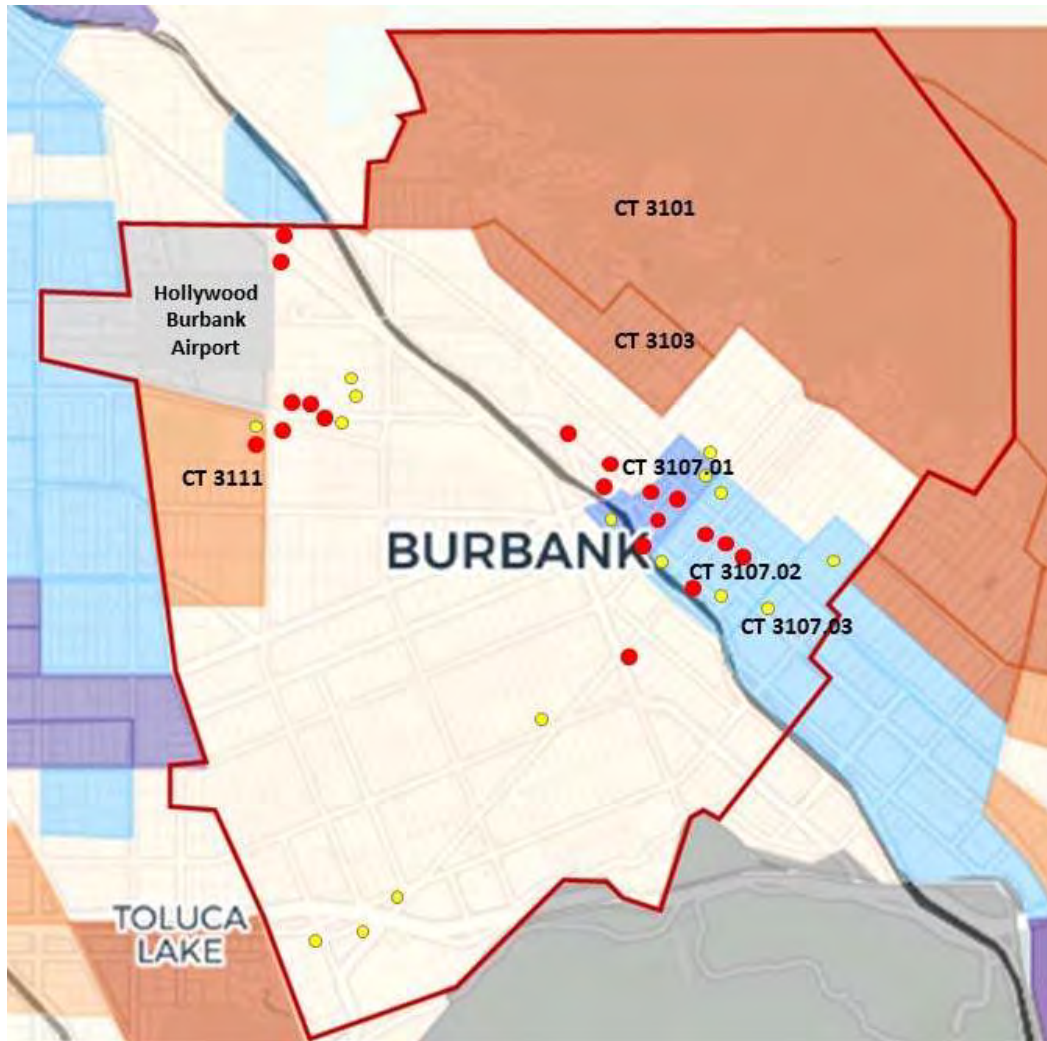 CT 3101
Hollywood
Burbank
Airport
CT 3103
CT 3107.01
CT 3111
BURBANK
CT 3107.02
CT 3107.03
TOLUCA
LAKE